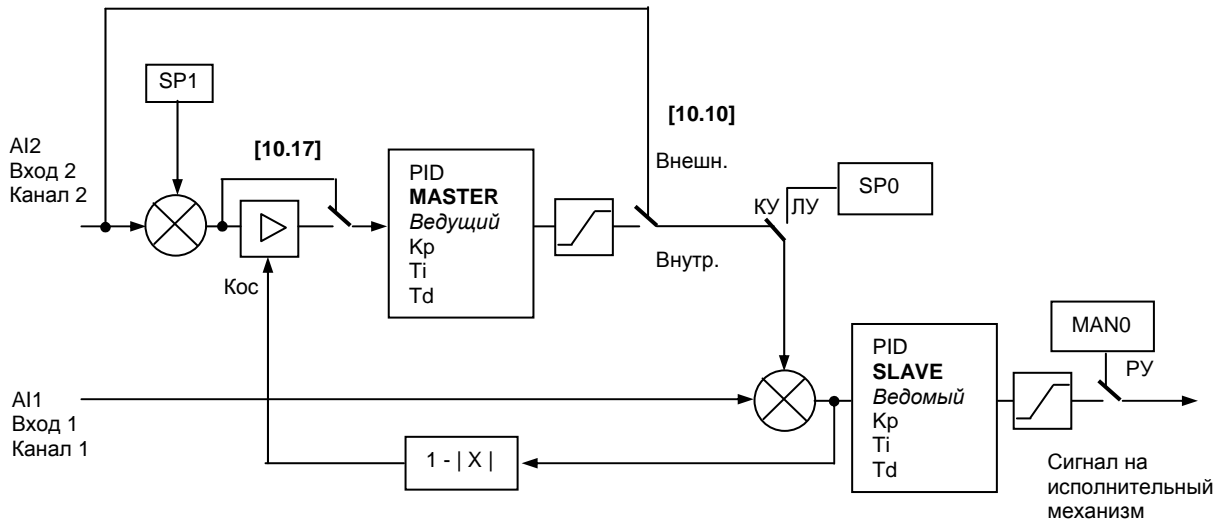 SP1
[10.10]
AI2
Вход 2
Канал 2
[10.17]
PID
MASTER
Ведущий
Kp
Ti
Td
Внешн.
Внутр.
КУ
ЛУ
SP0
Кос
MAN0
РУ
PID
SLAVE
Ведомый
Kp
Ti
Td
AI1
Вход 1
Канал 1
1 - | X |
Сигнал на
исполнительный
механизм